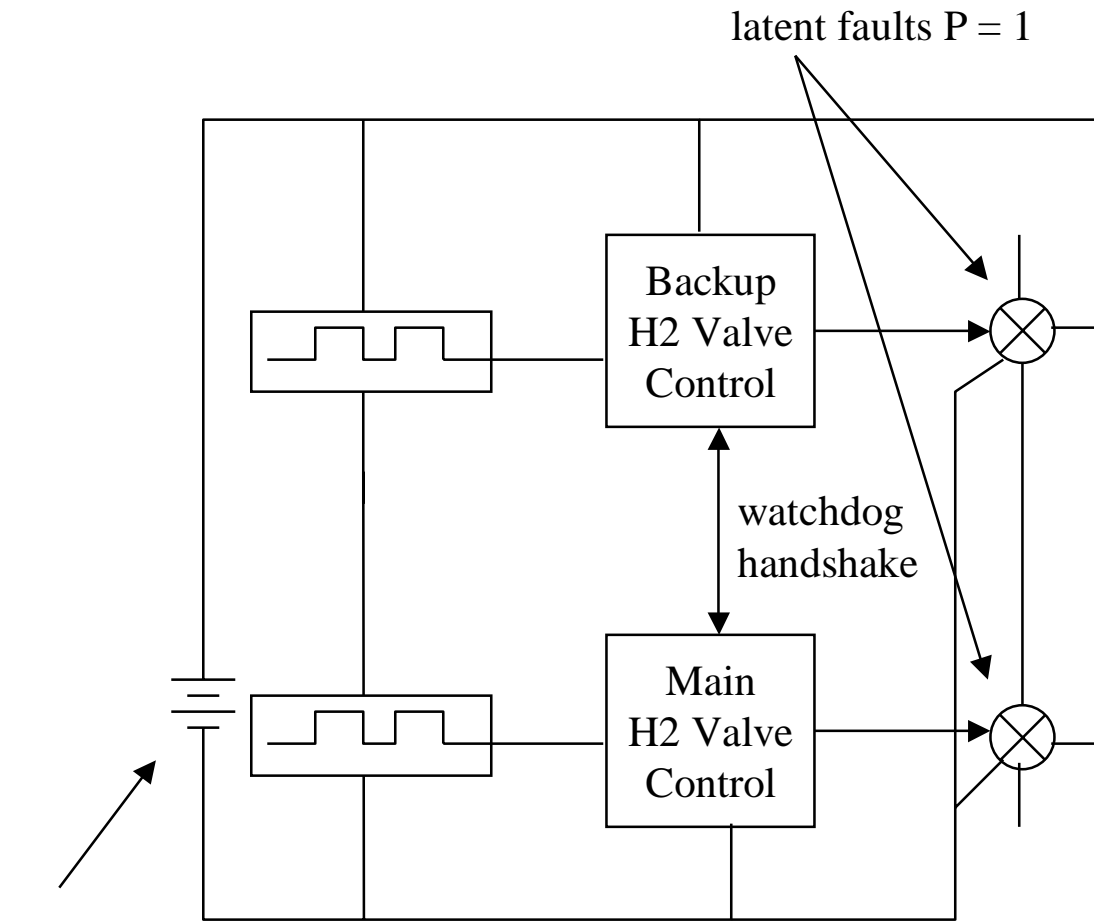 latent faults P = 1
Backup
H2 Valve
Control
watchdog
handshake
Main
H2 Valve
Control